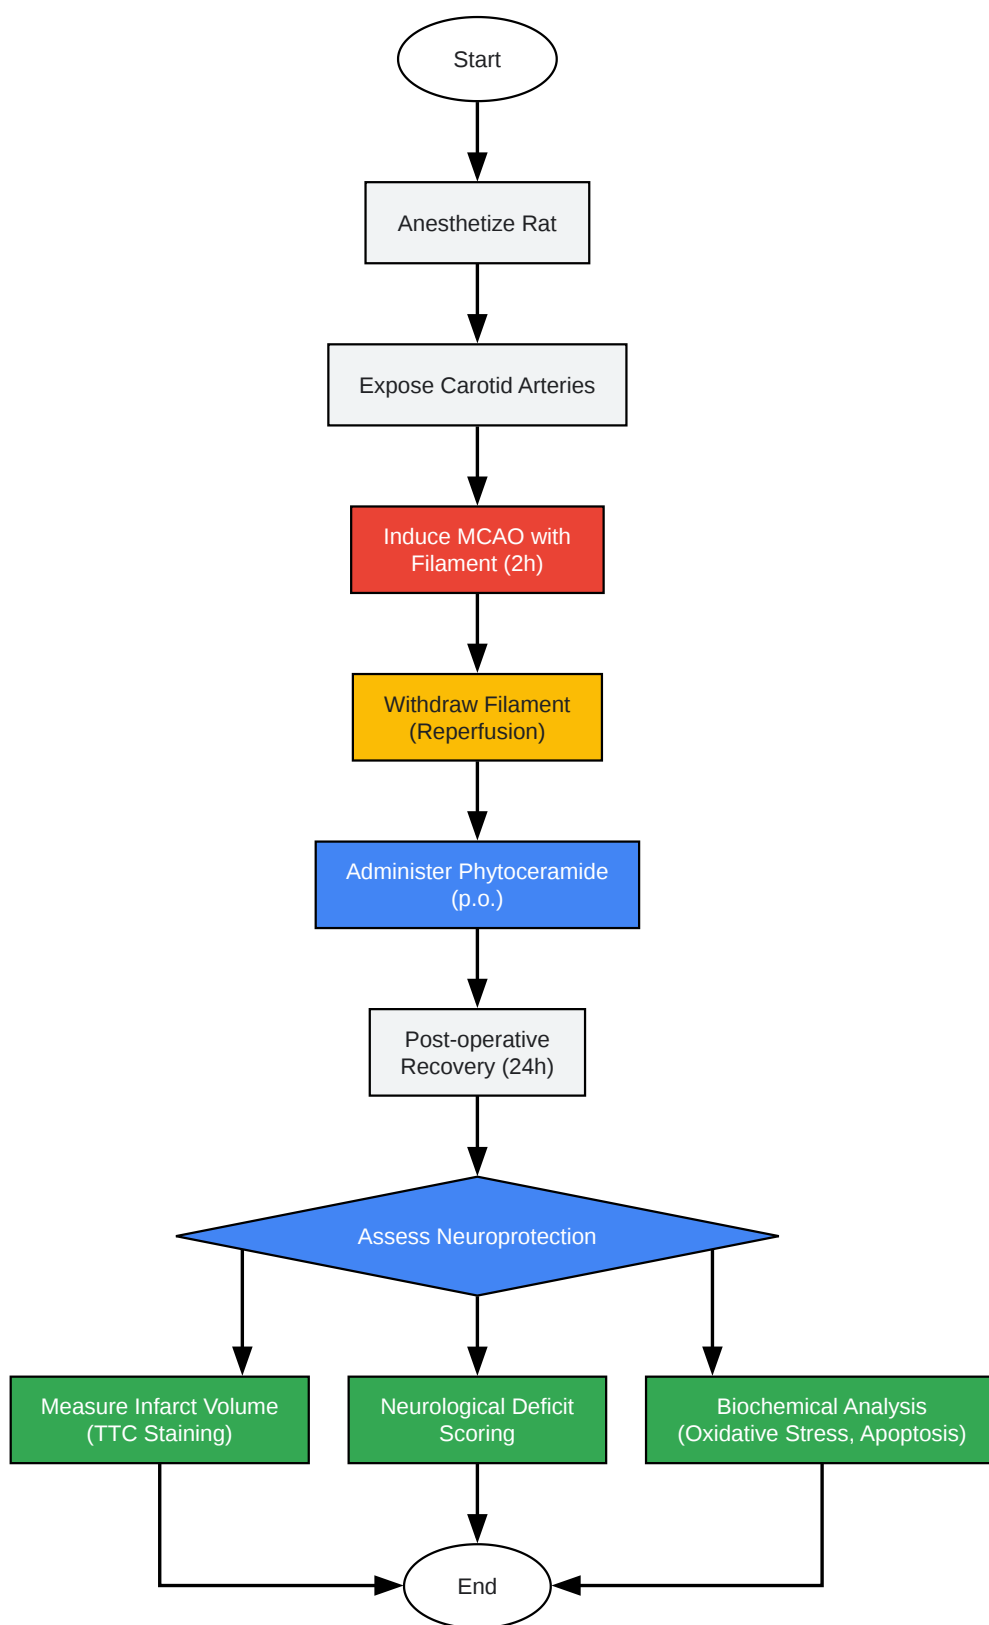 Start
Anesthetize Rat
Expose Carotid Arteries
Induce MCAO with
Filament (2h)
Withdraw Filament
(Reperfusion)
Administer Phytoceramide
(p.o.)
Post-operative
Recovery (24h)
Assess Neuroprotection
Measure Infarct Volume
(TTC Staining)
Neurological Deficit
Scoring
Biochemical Analysis
(Oxidative Stress, Apoptosis)
End